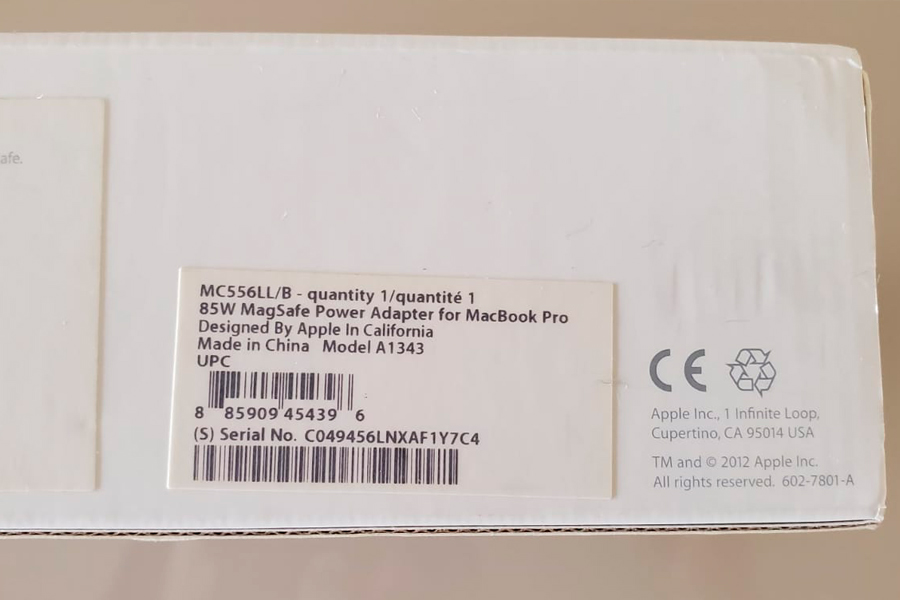 afe.
MC556LL/B - quantity 1/quantité 1
85W MagSafe Power Adapter for MacBook Pro
Designed By Apple In California
Made in China Model A1343
UPC
8 85909 45439 6
(S) Serial No. C049456LNXAF1Y7C4
CE
Apple Inc., 1 Infinite Loop,
Cupertino, CA 95014 USA
TM and © 2012 Apple Inc.
All rights reserved. 602-7801-A